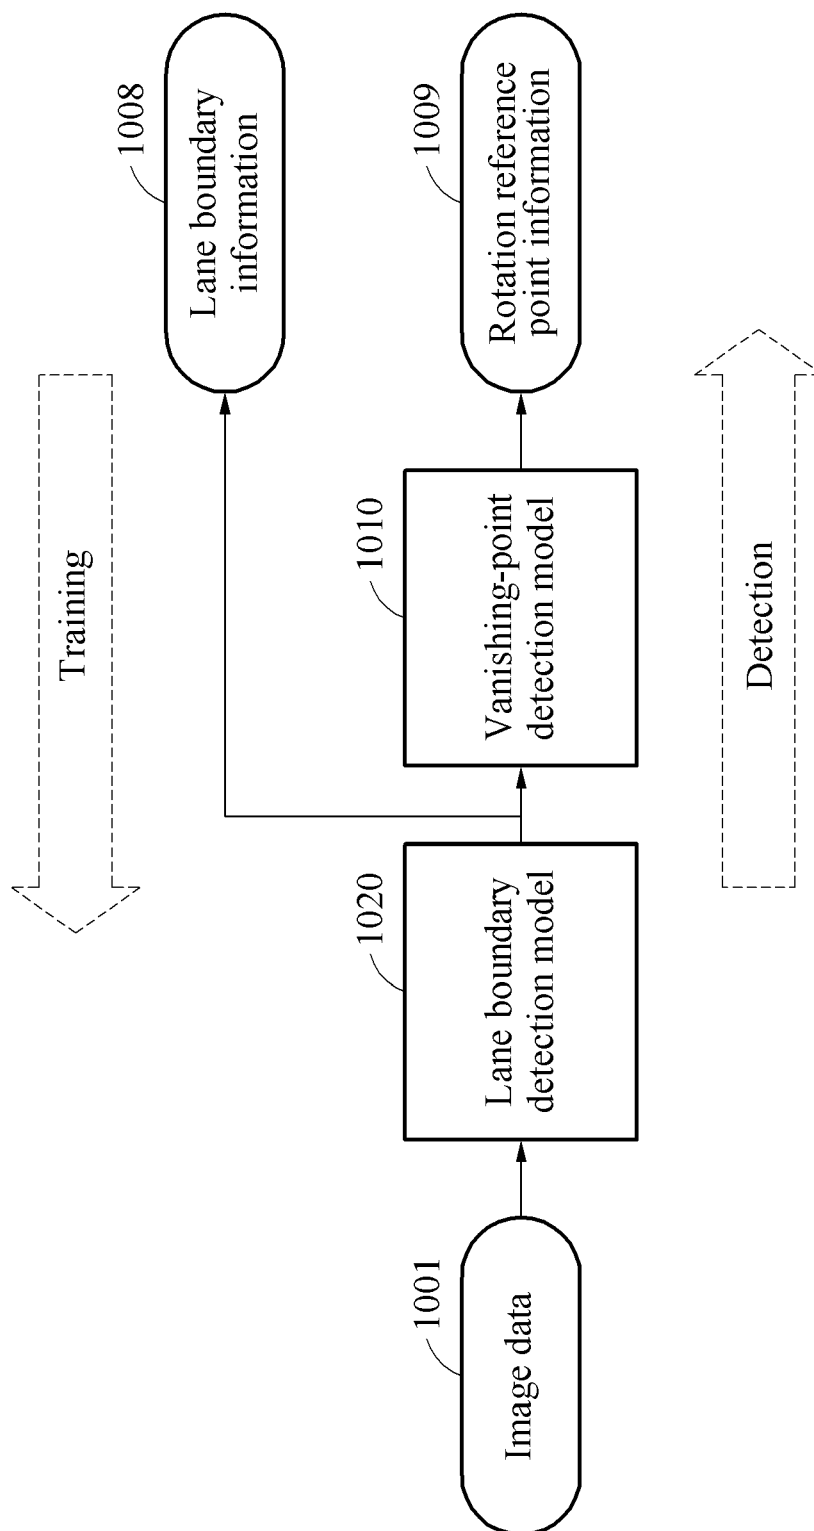 Training
1008
Lane boundary
information
1001
Image data
1020
Lane boundary
detection model
1010
Vanishing-point
detection model
1009
Rotation reference
point information
Detection